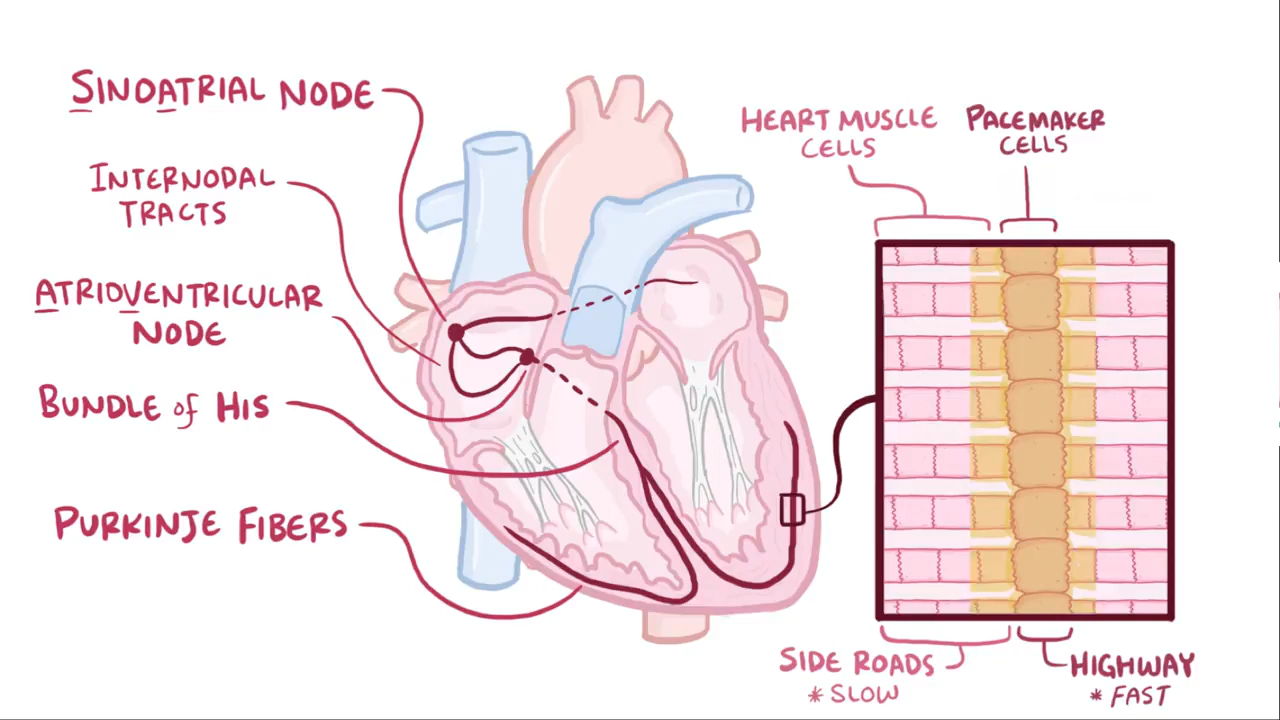 SINOATRIAL NODE
INTERNODAL
TRACTS
ATRIOVENTRICULAR
NODE
BUNDLE of HIS
PURKINJE FIBERS
HEART MUSCLE
CELLS
PACEMAKER
CELLS
SIDE ROADS
* SLOW
HIGHWAY
* FAST